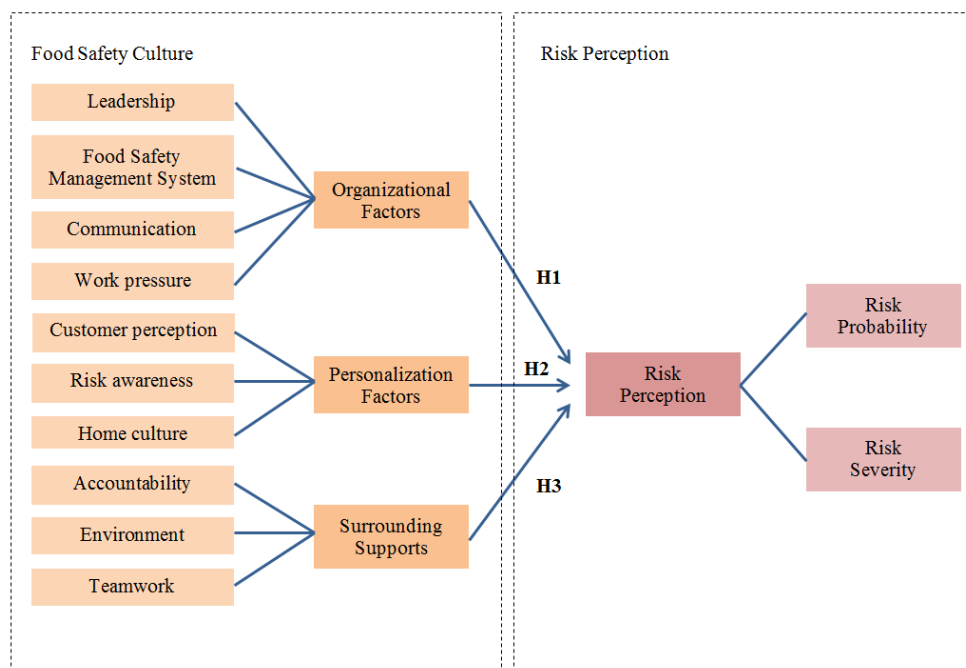 Food Safety Culture
Leadership
Food Safety
Management System
Communication
Work pressure
Customer perception
Risk awareness
Home culture
Accountability
Environment
Teamwork
Organizational
Factors
Personalization
Factors
Surrounding
Supports
Risk Perception
H1
H2
H3
Risk
Perception
Risk
Probability
Risk
Severity